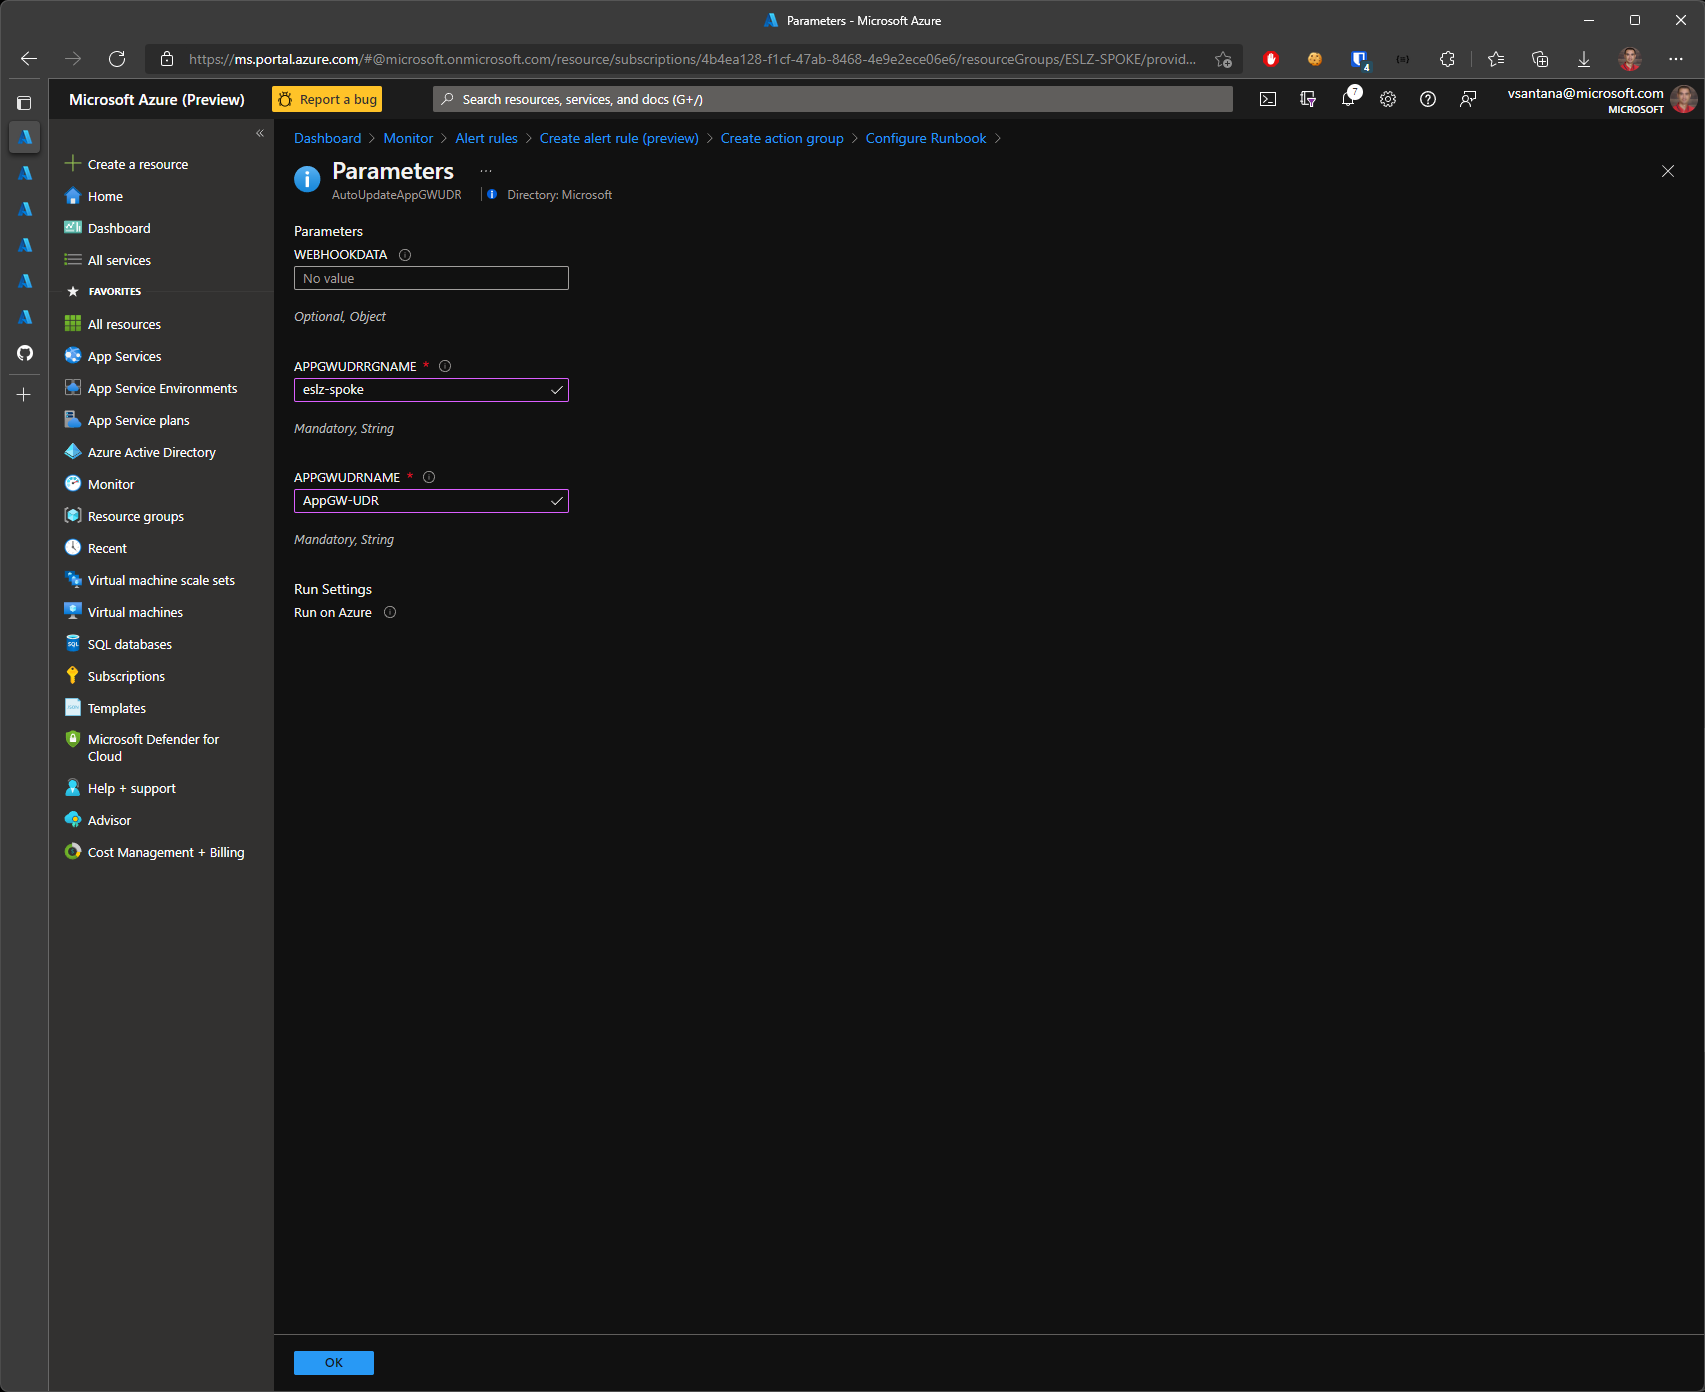 Parameters - Microsoft Azure
https://ms.portal.azure.com/#@microsoft.onmicrosoft.com/resource/subscriptions/4b4ea128-f1cf-47ab-8468-4e9e2ece06e6/resourceGroups/ESLZ-SPOKE/provid...
4
Microsoft Azure (Preview)
Report a bug
Search resources, services, and docs (G+/)
7
vsantana@microsoft.com
MICROSOFT
Dashboard > Monitor > Alert rules > Create alert rule (preview) > Create action group > Configure Runbook >
Parameters ...
AutoUpdateAppGWUDR | Directory: Microsoft
«
Create a resource
Home
Dashboard
All services
FAVORITES
All resources
App Services
App Service Environments
App Service plans
Azure Active Directory
Monitor
Resource groups
Recent
Virtual machine scale sets
Virtual machines
SQL databases
Subscriptions
Templates
Microsoft Defender for
Cloud
Help + support
Advisor
Cost Management + Billing
Parameters
WEBHOOKDATA
No value
Optional, Object
APPGWUDRRGNAME *
eslz-spoke
Mandatory, String
APPGWUDRNAME *
AppGW-UDR
Mandatory, String
Run Settings
Run on Azure
OK